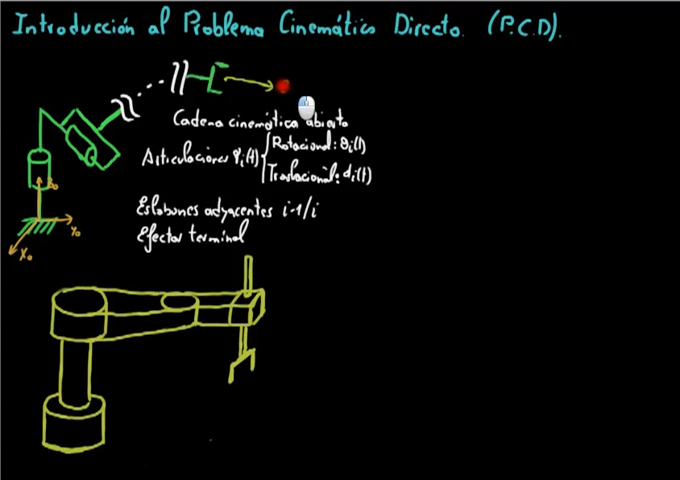 Introducción al Problema Cinemático Directo. (P.C.D).
Cadena cinemática abierta
Articulaciones qi(t)
Rotacional: θi(t)
Traslacional: di(t)
Eslabones adyacentes i-1/i
Efector terminal
Z0
Y0
X0